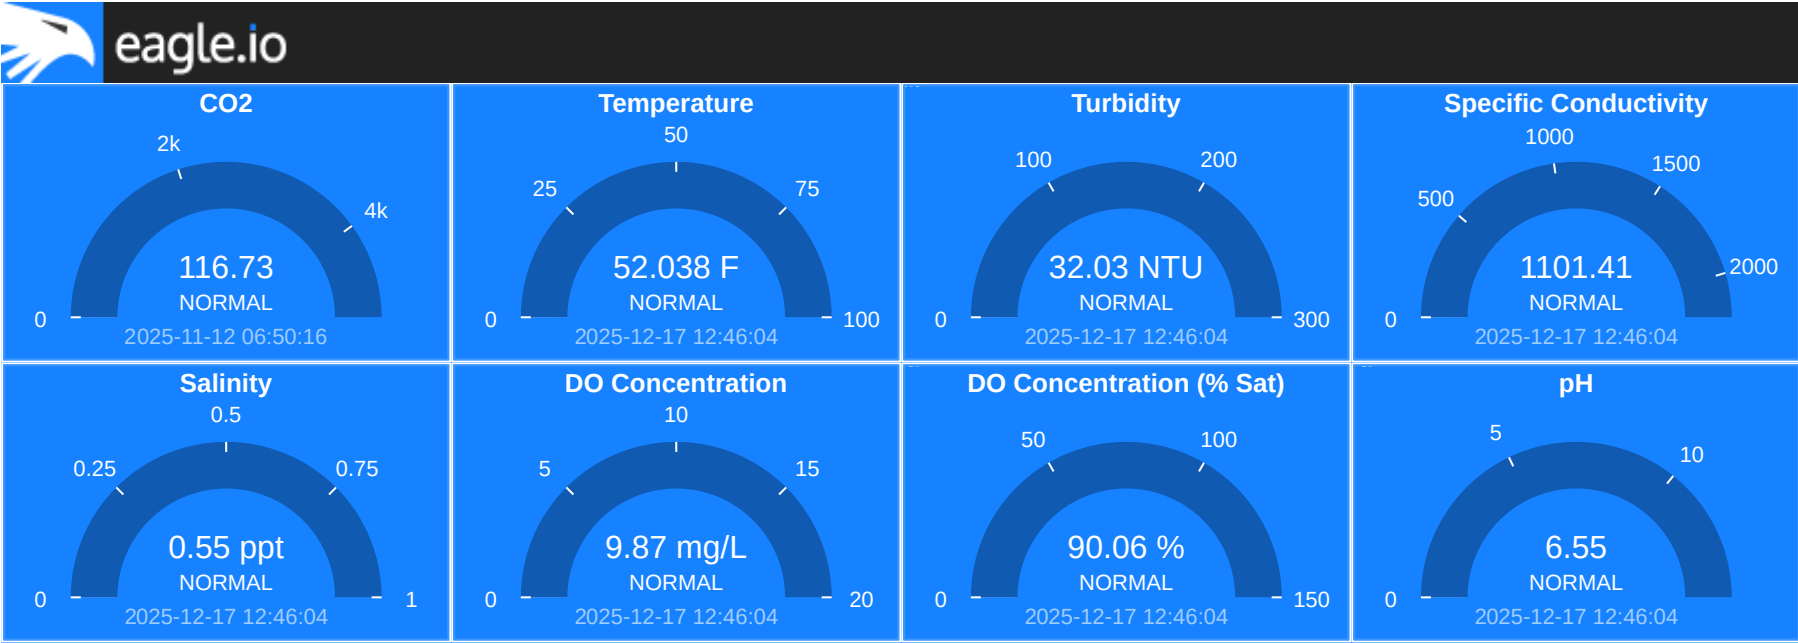 eagle.io
CO2
2k
4k
0
116.73
NORMAL
2025-11-12 06:50:16
Temperature
50
25
75
0
100
52.038 F
NORMAL
2025-12-17 12:46:04
Turbidity
100
200
0
300
32.03 NTU
NORMAL
2025-12-17 12:46:04
Specific Conductivity
1000
1500
500
2000
0
1101.41
NORMAL
2025-12-17 12:46:04
Salinity
0.5
0.25
0.75
0
1
0.55 ppt
NORMAL
2025-12-17 12:46:04
DO Concentration
10
5
15
0
20
9.87 mg/L
NORMAL
2025-12-17 12:46:04
DO Concentration (% Sat)
50
100
0
150
90.06 %
NORMAL
2025-12-17 12:46:04
pH
5
10
0
6.55
NORMAL
2025-12-17 12:46:04